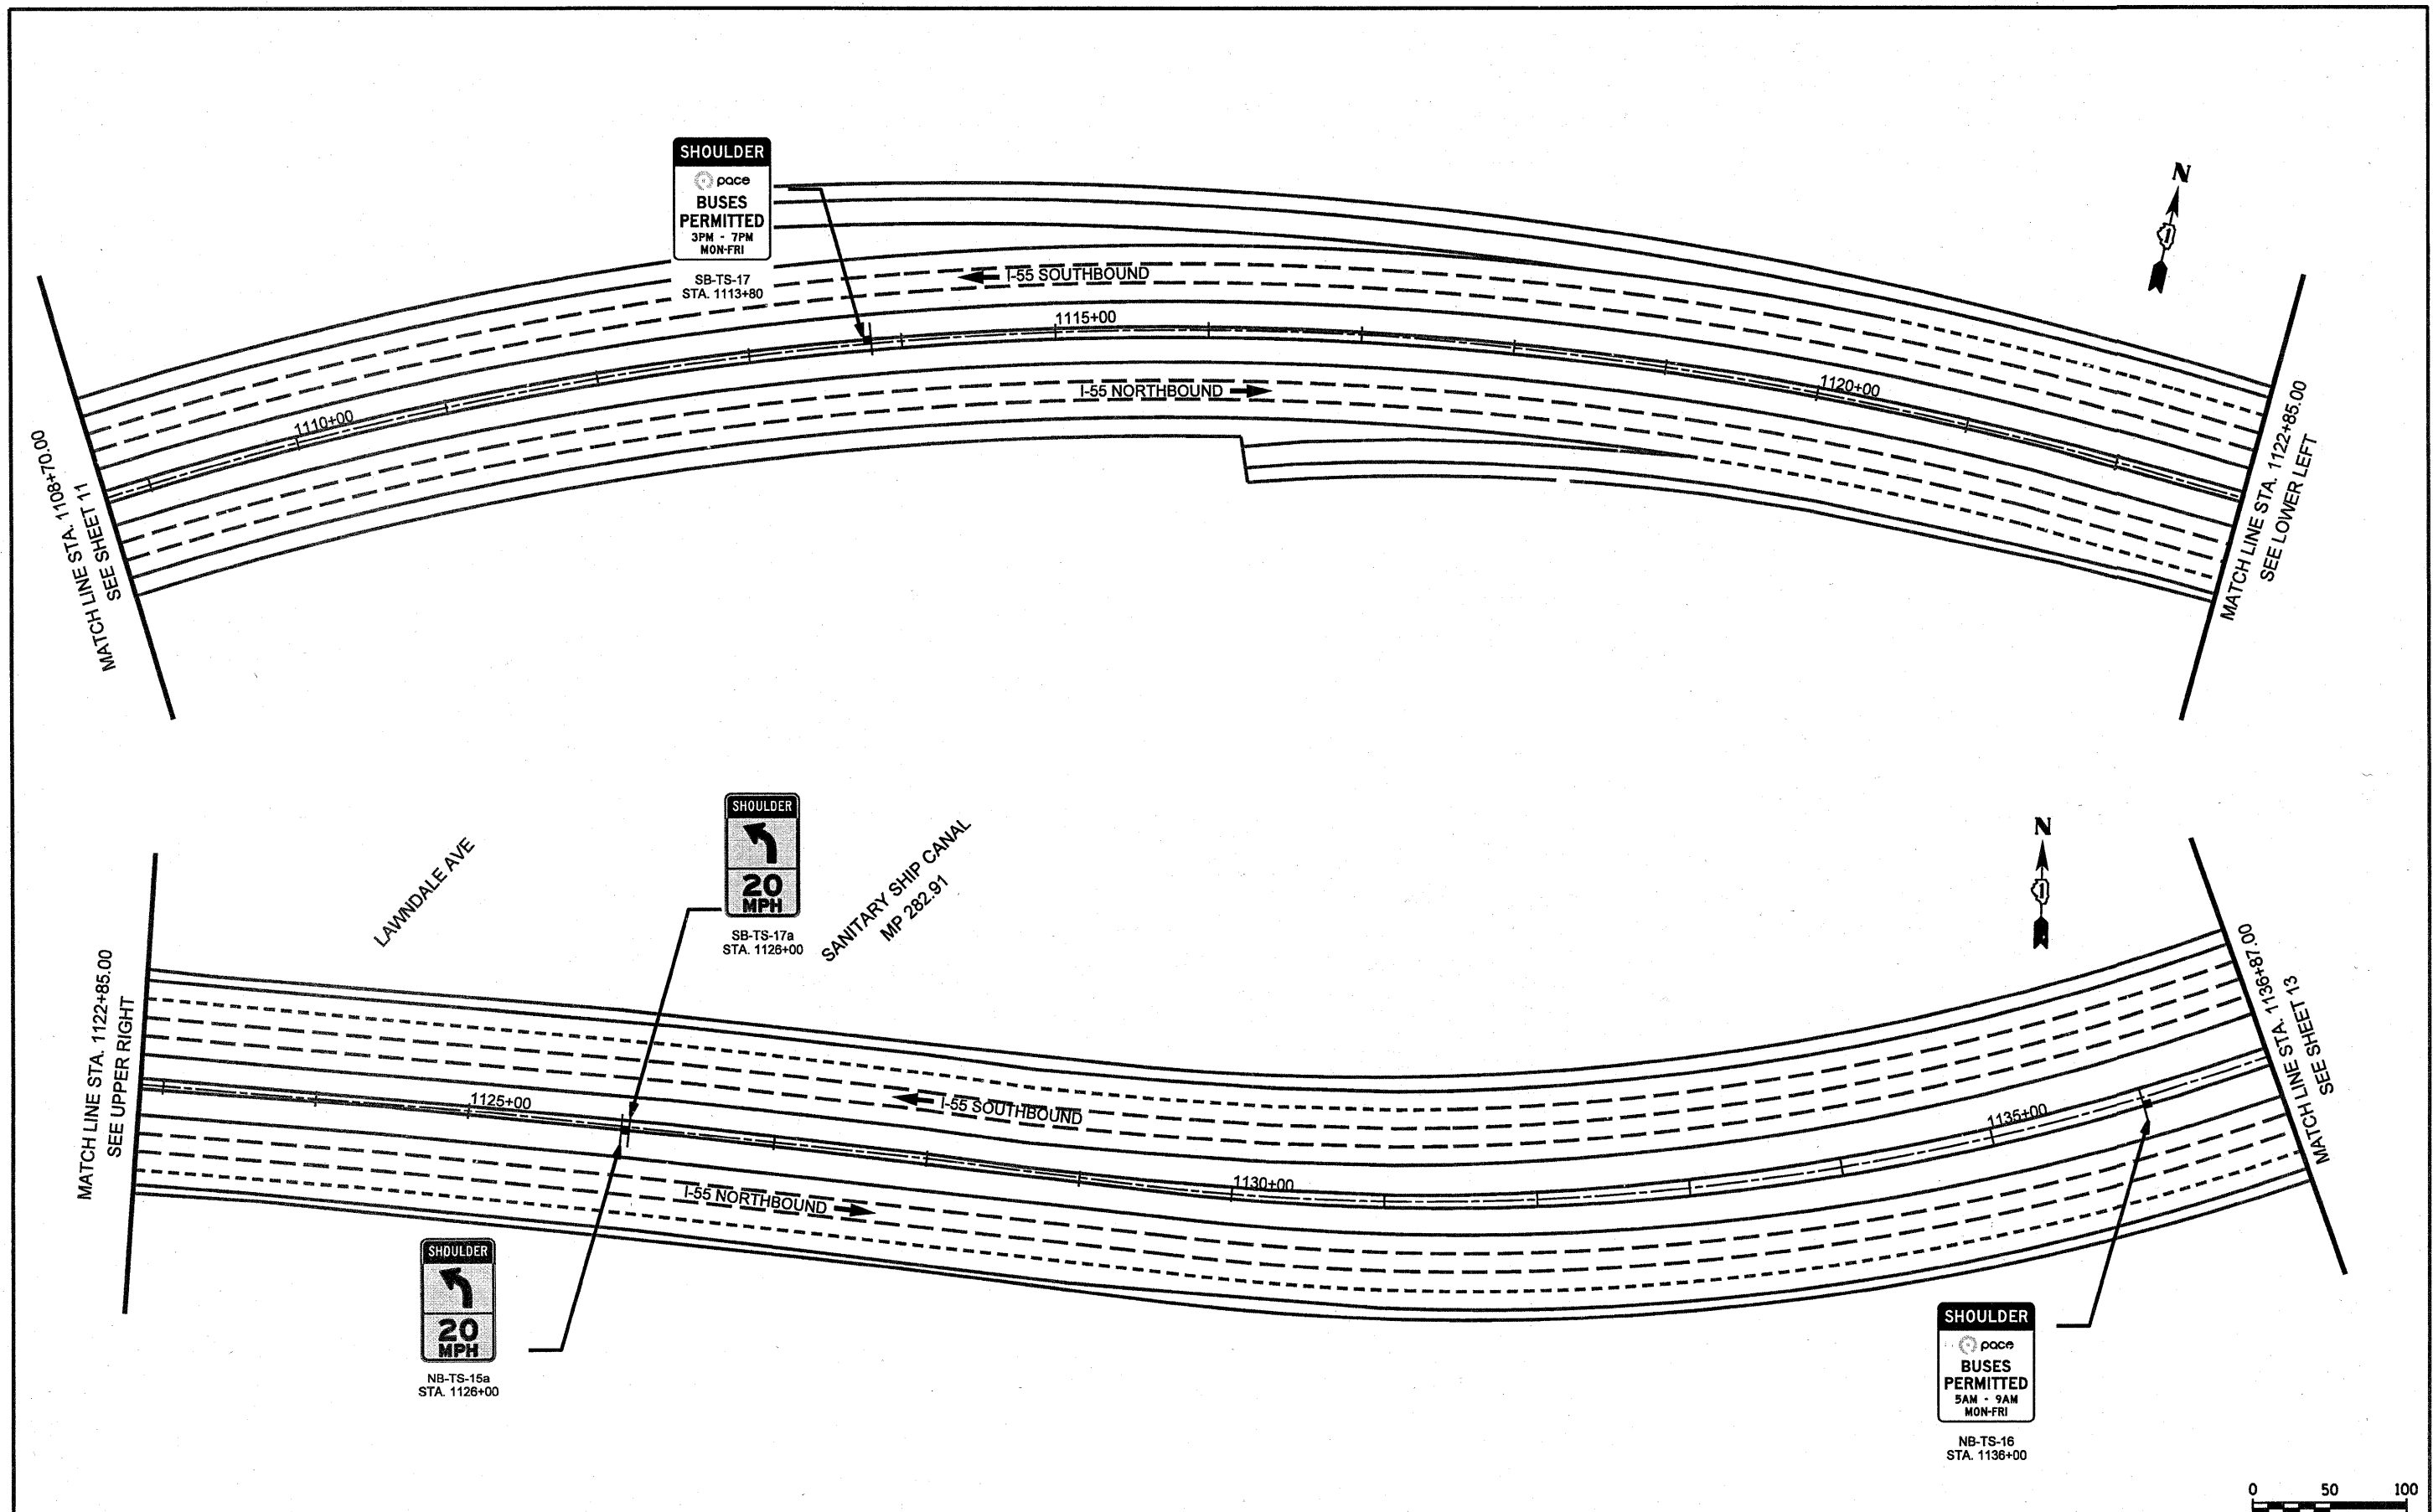 SHOULDER
pace
BUSES
PERMITTED
3PM - 7PM
MON-FRI
SB-TS-17
STA. 1113+80
N
1
I-55 SOUTHBOUND
1115+00
I-55 NORTHBOUND
1110+00
1120+00
MATCH LINE STA. 1108+70.00
SEE SHEET 11
MATCH LINE STA. 1122+85.00
SEE LOWER LEFT
SHOULDER
20
MPH
SB-TS-17a
STA. 1126+00
LAWNDALE AVE
SANITARY SHIP CANAL
MP 282.91
N
1
MATCH LINE STA. 1122+85.00
SEE UPPER RIGHT
1125+00
I-55 SOUTHBOUND
1135+00
1130+00
I-55 NORTHBOUND
MATCH LINE STA. 1136+87.00
SEE SHEET 13
SHOULDER
20
MPH
NB-TS-15a
STA. 1126+00
SHOULDER
pace
BUSES
PERMITTED
5AM - 9AM
MON-FRI
NB-TS-16
STA. 1136+00
0 50 100